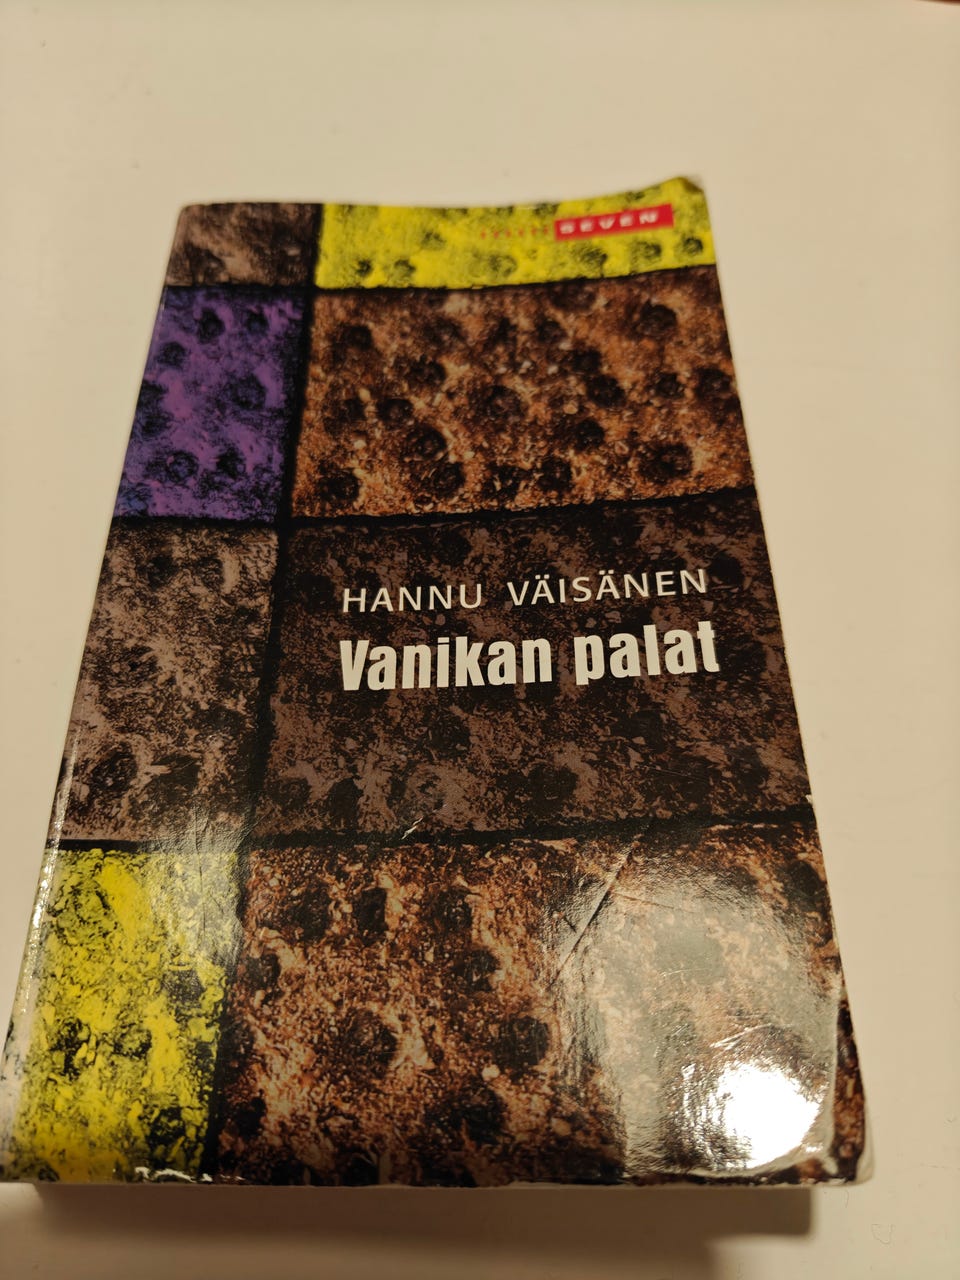 SEVEN
HANNU VÄISÄNEN
Vanikan palat